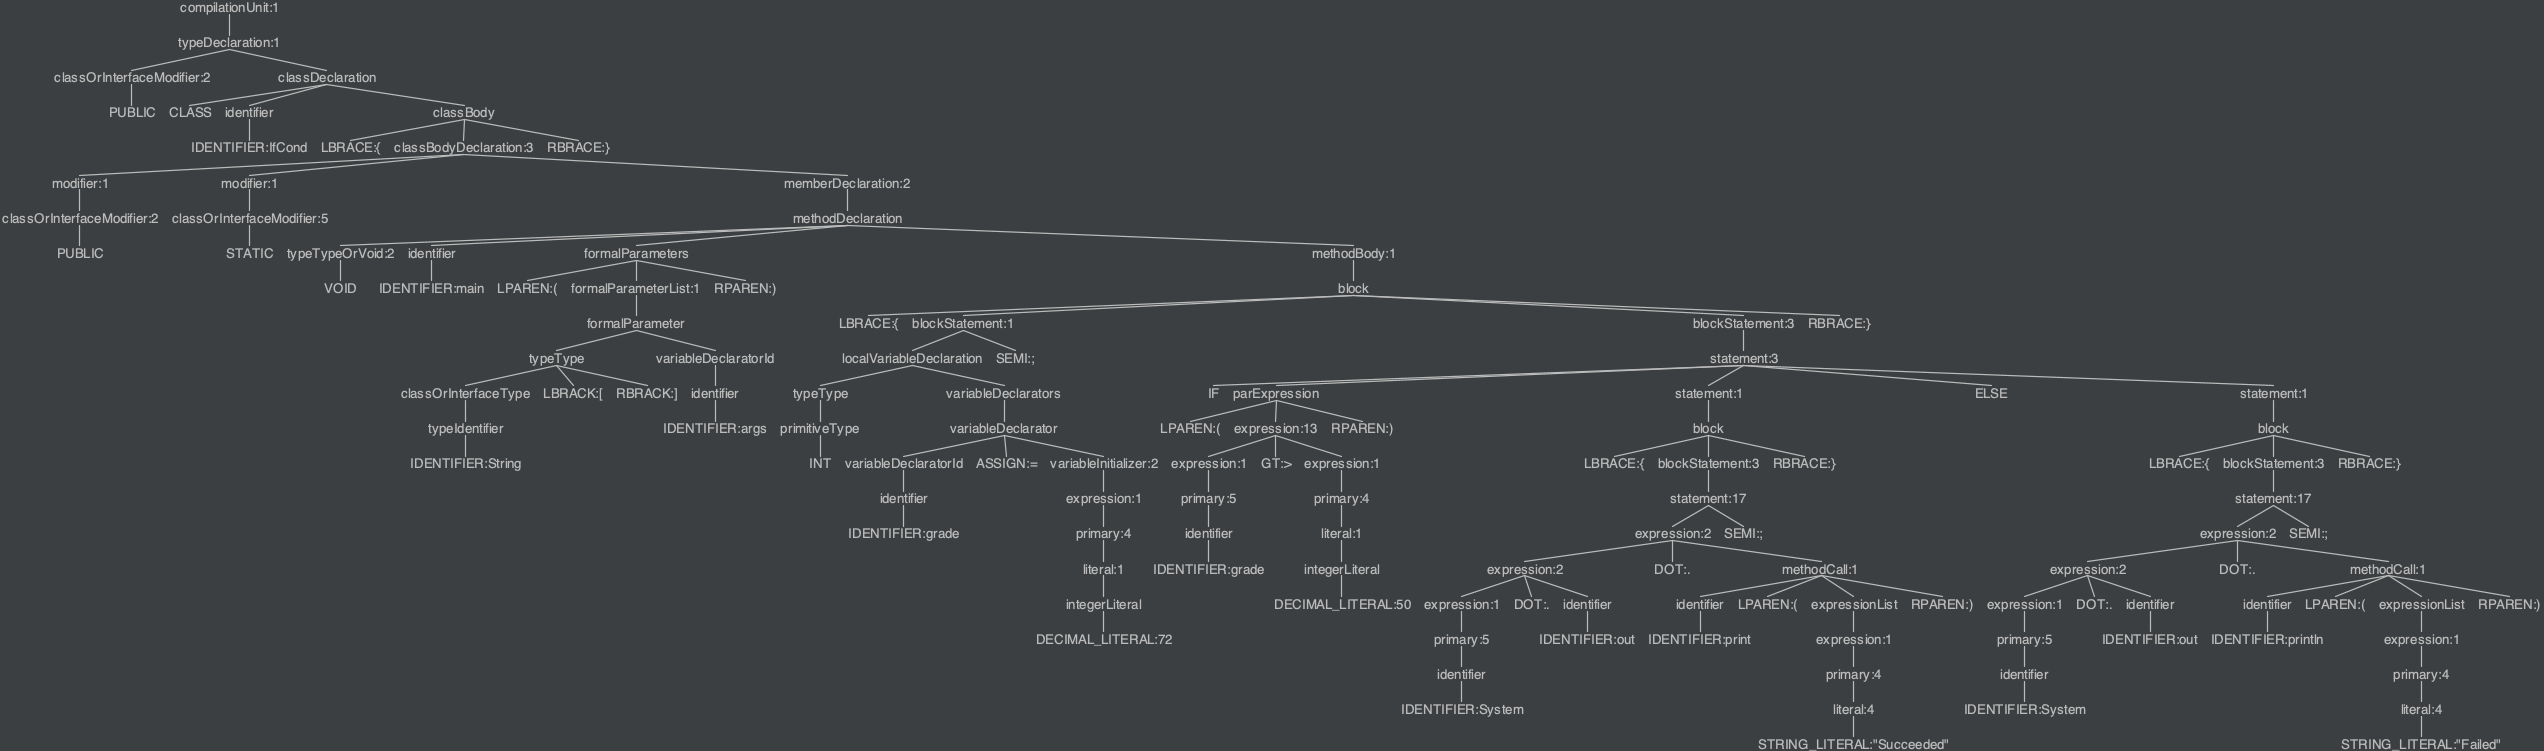 compilationUnit:1
typeDeclaration:1
classOrInterfaceModifier:2 classDeclaration
PUBLIC CLASS identifier classBody
IDENTIFIER:IfCond LBRACE:{ classBodyDeclaration:3 RBRACE:}
modifier:1 modifier:1 memberDeclaration:2
classOrInterfaceModifier:2 classOrInterfaceModifier:5 methodDeclaration
PUBLIC STATIC typeTypeOrVoid:2 identifier formalParameters methodBody:1
VOID IDENTIFIER:main LPAREN:( formalParameterList:1 RPAREN:) block
formalParameter LBRACE:{ blockStatement:1 blockStatement:3 RBRACE:}
typeType variableDeclaratorId localVariableDeclaration SEMI:; statement:3
classOrInterfaceType LBRACK:[ RBRACK:] identifier typeType variableDeclarators IF parExpression statement:1 ELSE statement:1
typeIdentifier IDENTIFIER:args primitiveType variableDeclarator LPAREN:( expression:13 RPAREN:) block block
IDENTIFIER:String INT variableDeclaratorId ASSIGN:= variableInitializer:2 expression:1 GT:> expression:1 LBRACE:{ blockStatement:3 RBRACE:} LBRACE:{ blockStatement:3 RBRACE:}
identifier expression:1 primary:5 primary:4 statement:17 statement:17
IDENTIFIER:grade primary:4 identifier literal:1 expression:2 SEMI:; expression:2 SEMI:;
literal:1 IDENTIFIER:grade integerLiteral expression:2 DOT:. methodCall:1 expression:2 DOT:. methodCall:1
integerLiteral DECIMAL_LITERAL:50 expression:1 DOT:. identifier identifier LPAREN:( expressionList RPAREN:) expression:1 DOT:. identifier identifier LPAREN:( expressionList RPAREN:)
DECIMAL_LITERAL:72 primary:5 IDENTIFIER:out IDENTIFIER:print expression:1 primary:5 IDENTIFIER:out IDENTIFIER:println expression:1
identifier primary:4 identifier primary:4
IDENTIFIER:System literal:4 IDENTIFIER:System literal:4
STRING_LITERAL:"Succeeded" STRING_LITERAL:"Failed"